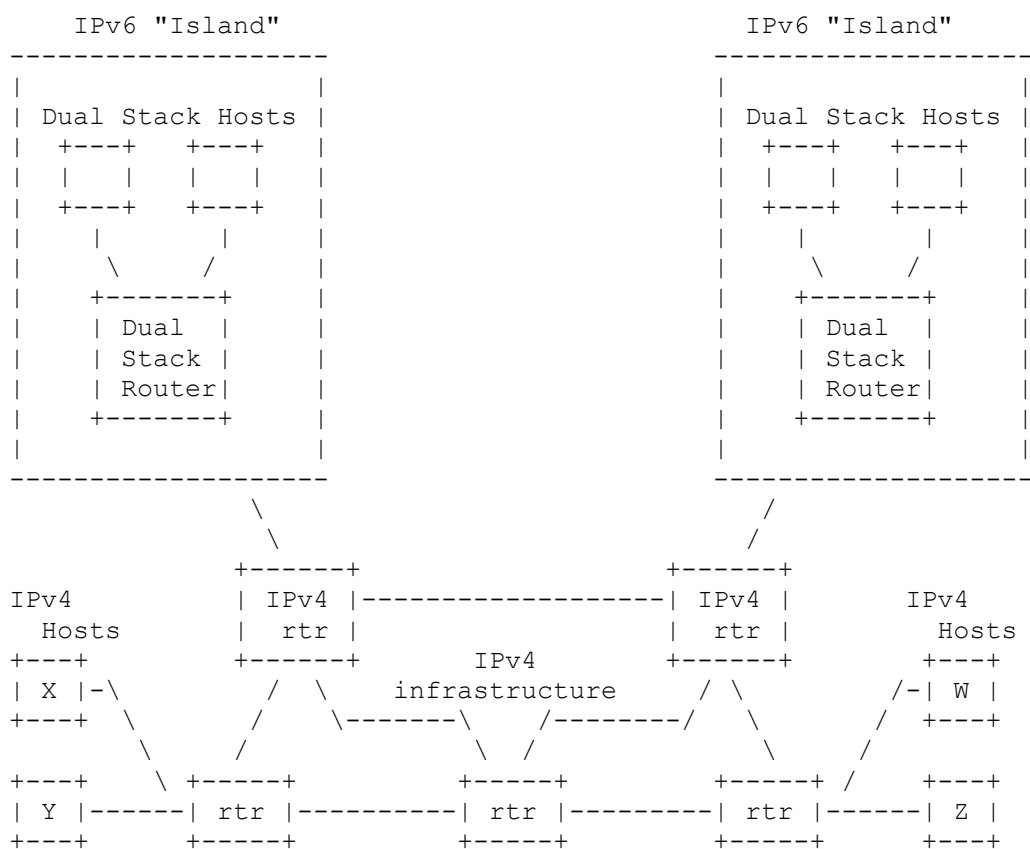 IPv6 "Island" IPv6 "Island"
Dual Stack Hosts Dual Stack Hosts
Dual Dual
Stack Stack
Router Router
IPv4 IPv4 IPv4 IPv4
Hosts rtr rtr Hosts
IPv4
X infrastructure W
Y rtr rtr rtr Z